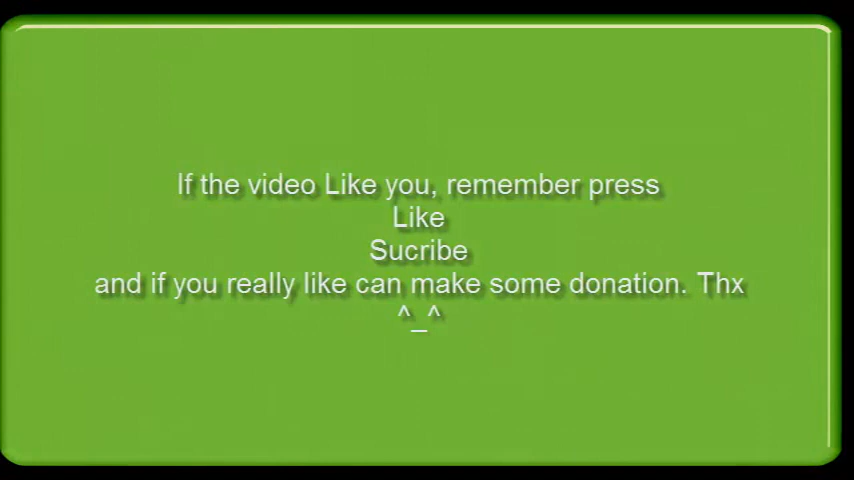 If the video Like you, remember press
Like
Sucribe
and if you really like can make some donation. Thx
^_^